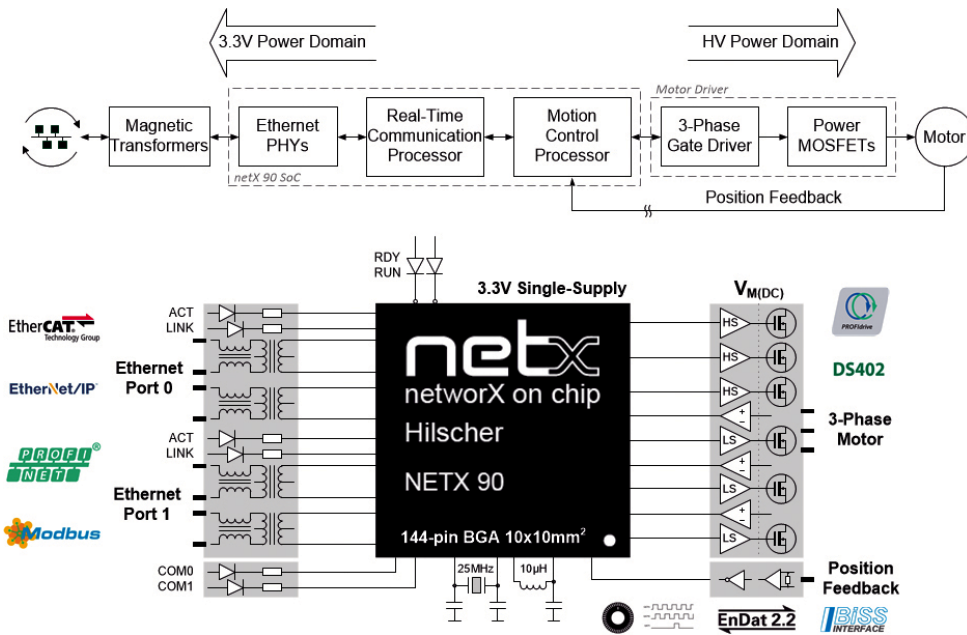 3.3V Power Domain
HV Power Domain
Motor Driver
Magnetic
Transformers
Ethernet
PHYs
Real-Time
Communication
Processor
Motion
Control
Processor
3-Phase
Gate Driver
Power
MOSFETs
Motor
netX 90 SoC
Position Feedback
RDY
RUN
3.3V Single-Supply
VM(DC)
ACT
LINK
Ethernet
Port 0
ACT
LINK
Ethernet
Port 1
COM0
COM1
EtherCAT
Technology Group
EtherNet/IP
PROFI
NET
®
Modbus
netx
networX on chip
Hilscher
NETX 90
144-pin BGA 10x10mm²
25MHz
10µH
HS
HS
HS
+
−
LS
+
−
LS
+
−
LS
PROFIdrive
DS402
3-Phase
Motor
Position
Feedback
EnDat 2.2
BiSS
INTERFACE